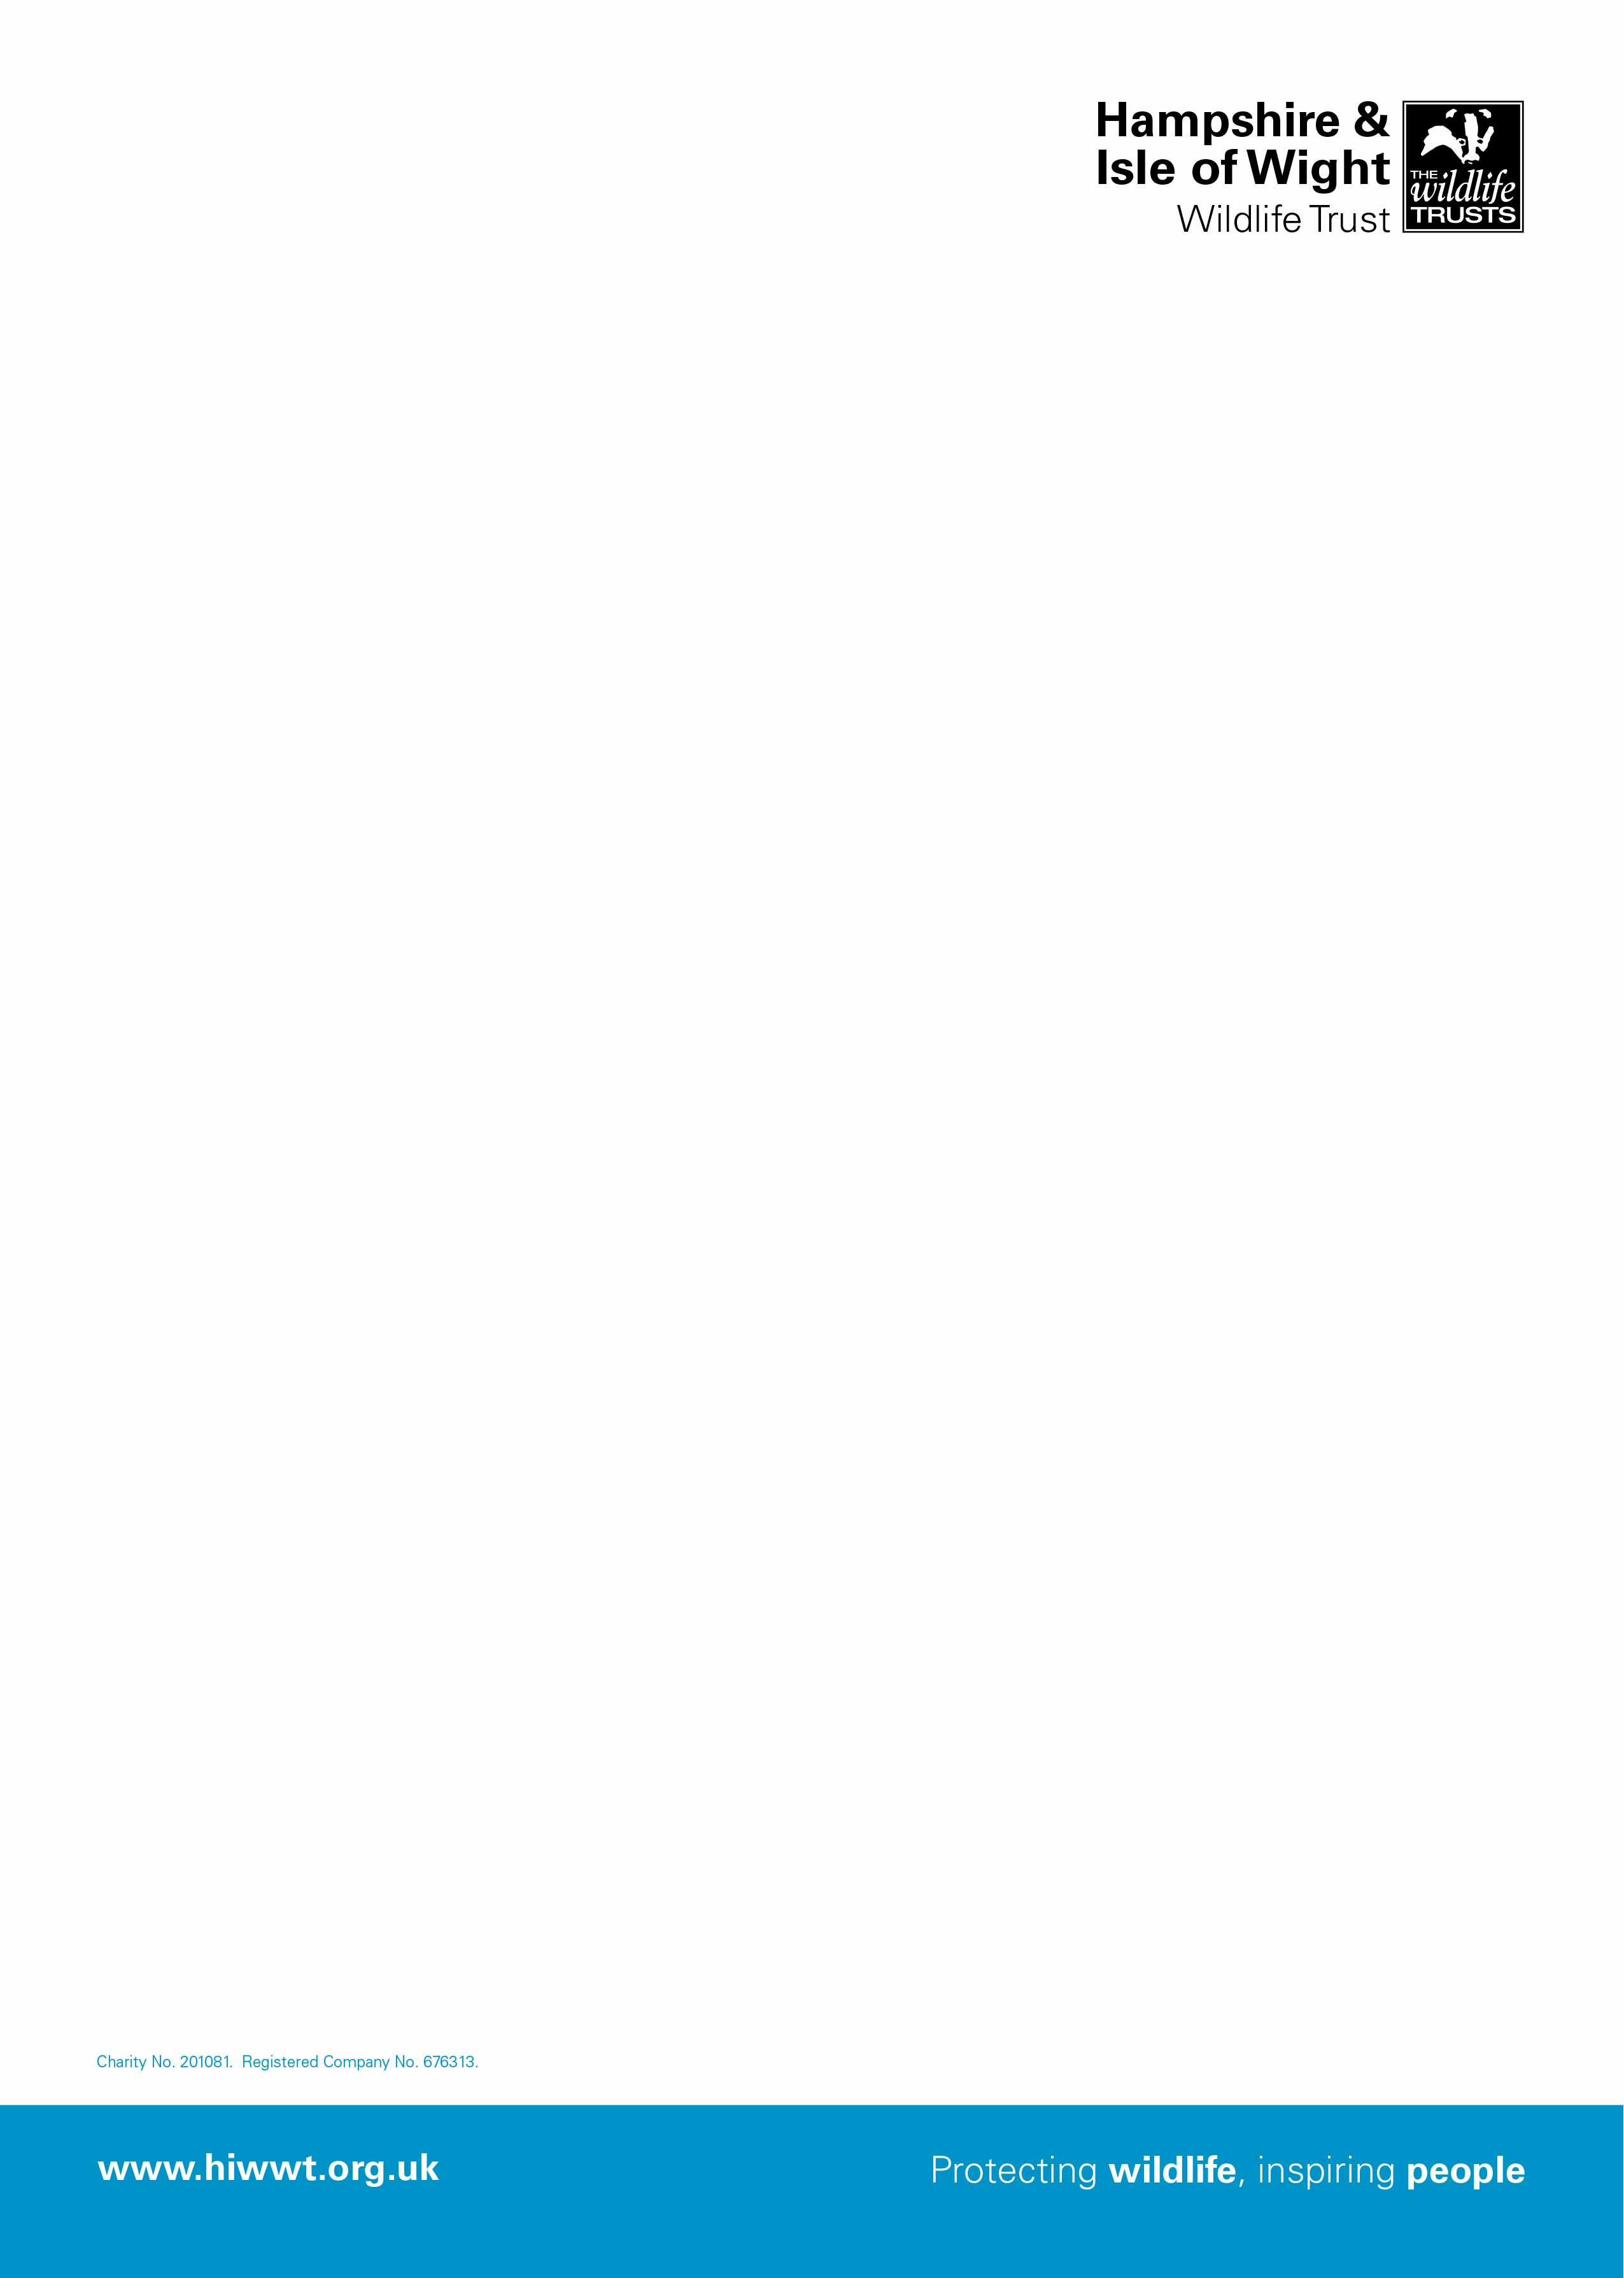 Hampshire &
Isle of Wight
Wildlife Trust
THE
wildlife
TRUSTS
Charity No. 201081. Registered Company No. 676313.
www.hiwwt.org.uk
Protecting wildlife, inspiring people